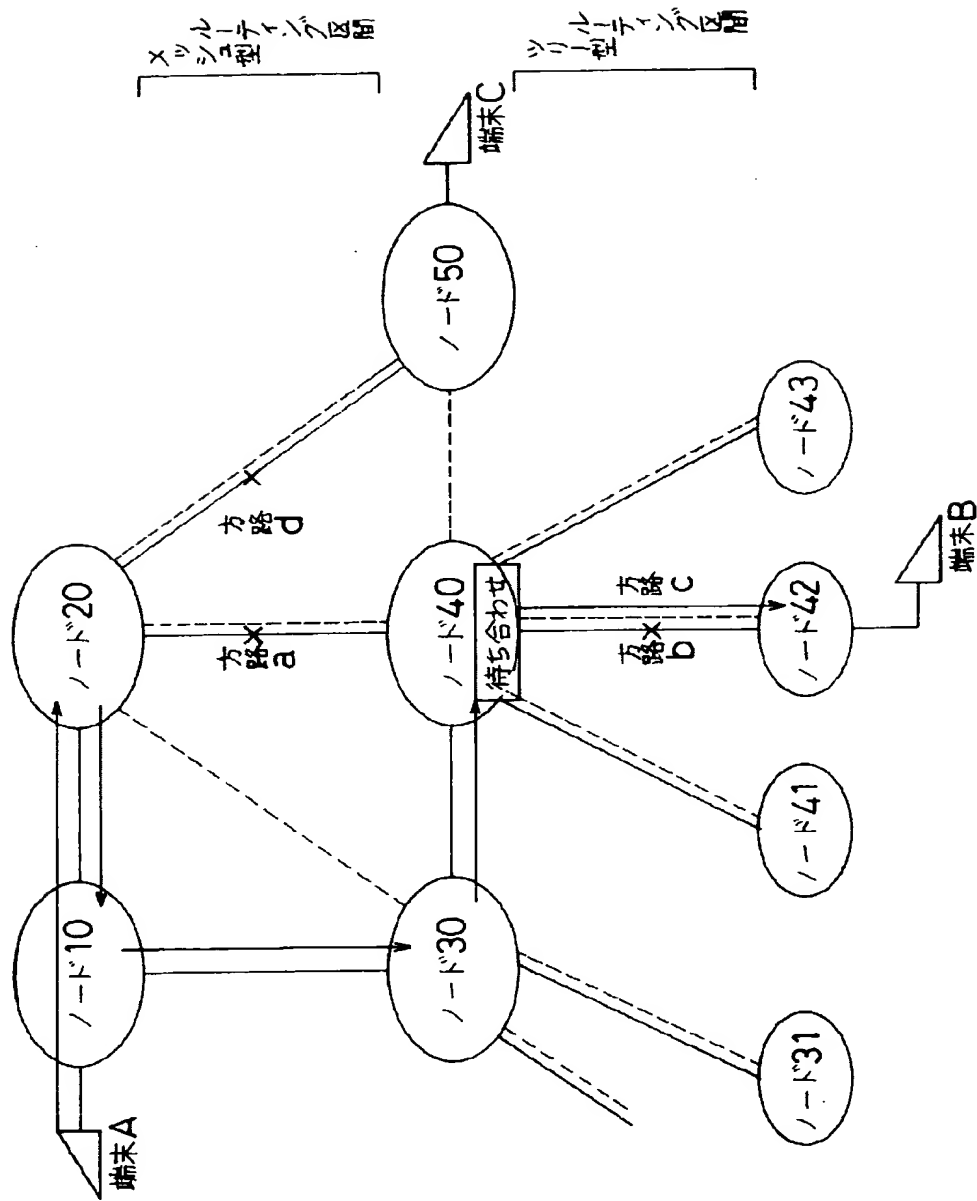 メッシュ型
ルーティング区間
ツリー型
ルーティング区間
端末A
ノード10
ノード20
方路
a
方路
d
ノード30
ノード40
待ち合わせ
ノード50
端末C
方路
b
方路
c
ノード31
ノード41
ノード42
ノード43
端末B